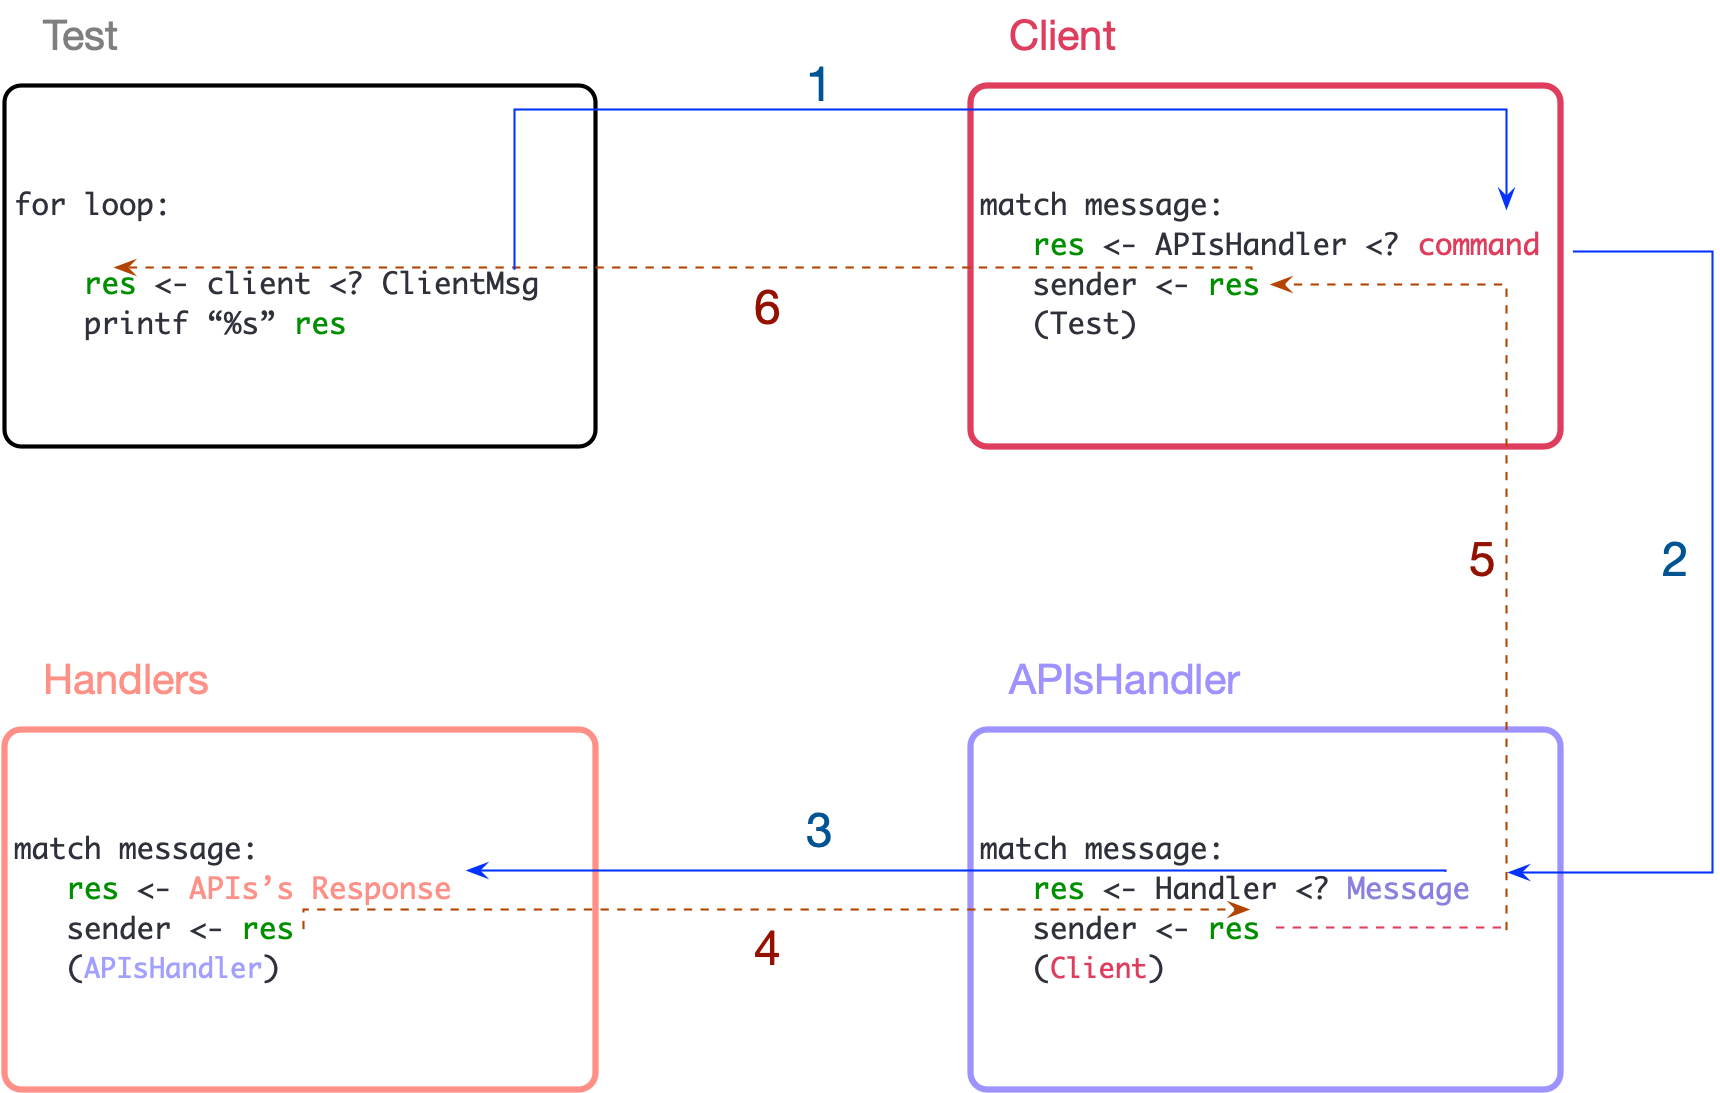 Test
Client
1
for loop:
res <- client <? ClientMsg
printf “%s” res
match message:
res <- APIsHandler <? command
sender <- res
(Test)
6
5
2
Handlers
APIsHandler
3
match message:
res <- APIs’s Response
sender <- res
(APIsHandler)
4
match message:
res <- Handler <? Message
sender <- res
(Client)